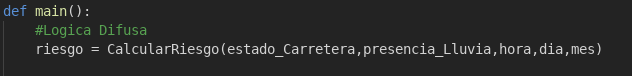 def main():
    #Logica Difusa
    riesgo = CalcularRiesgo(estado_Carretera,presencia_Lluvia,hora,dia,mes)